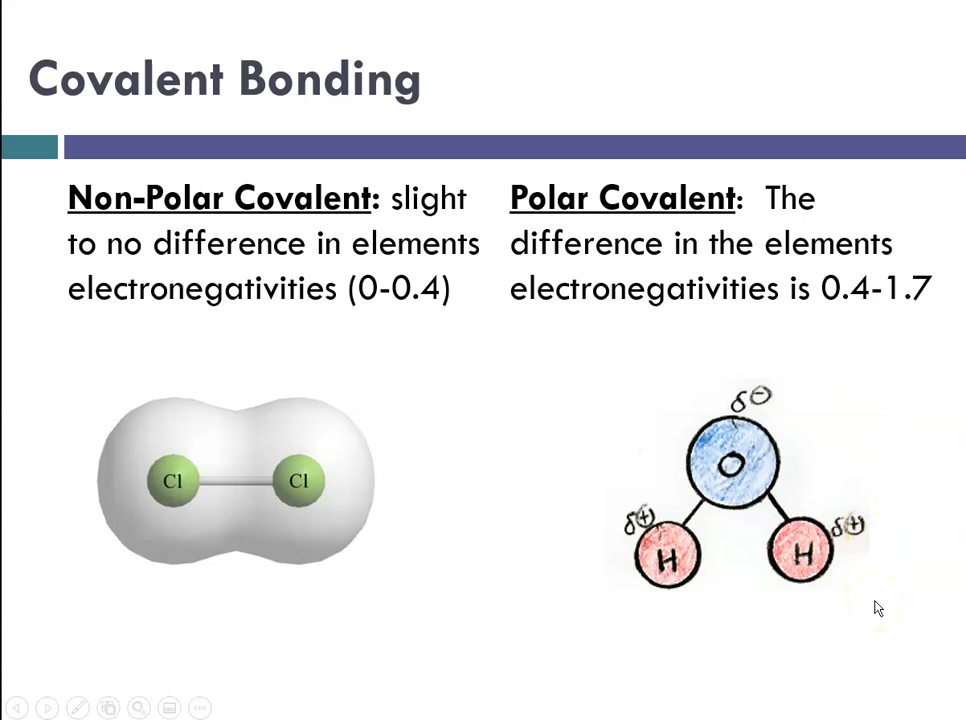 Covalent Bonding
Non-Polar Covalent: slight
to no difference in elements
electronegativities (0-0.4)
Polar Covalent: The
difference in the elements
electronegativities is 0.4-1.7
Cl Cl
δ⊖
O
δ⊕ δ⊕
H H